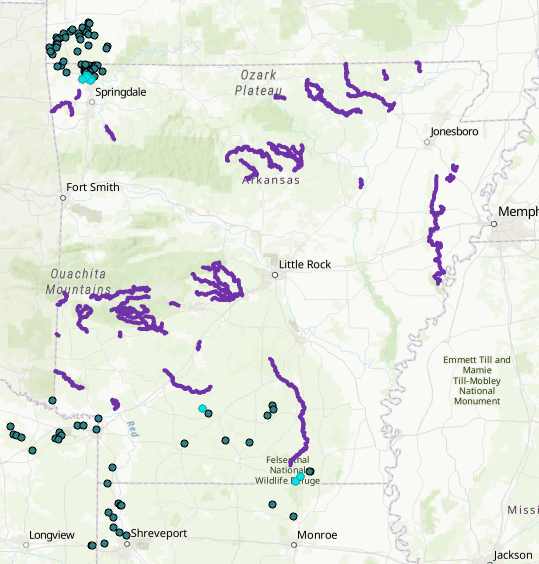 Springdale
Ozark
Plateau
Jonesboro
Arkansas
Fort Smith
Memph
Little Rock
Ouachita
Mountains
Emmett Till and
Mamie
Till-Mobley
National
Monument
Red
Felsenthal
National
Wildlife Refuge
Longview
Shreveport
Monroe
Missi
Jackson